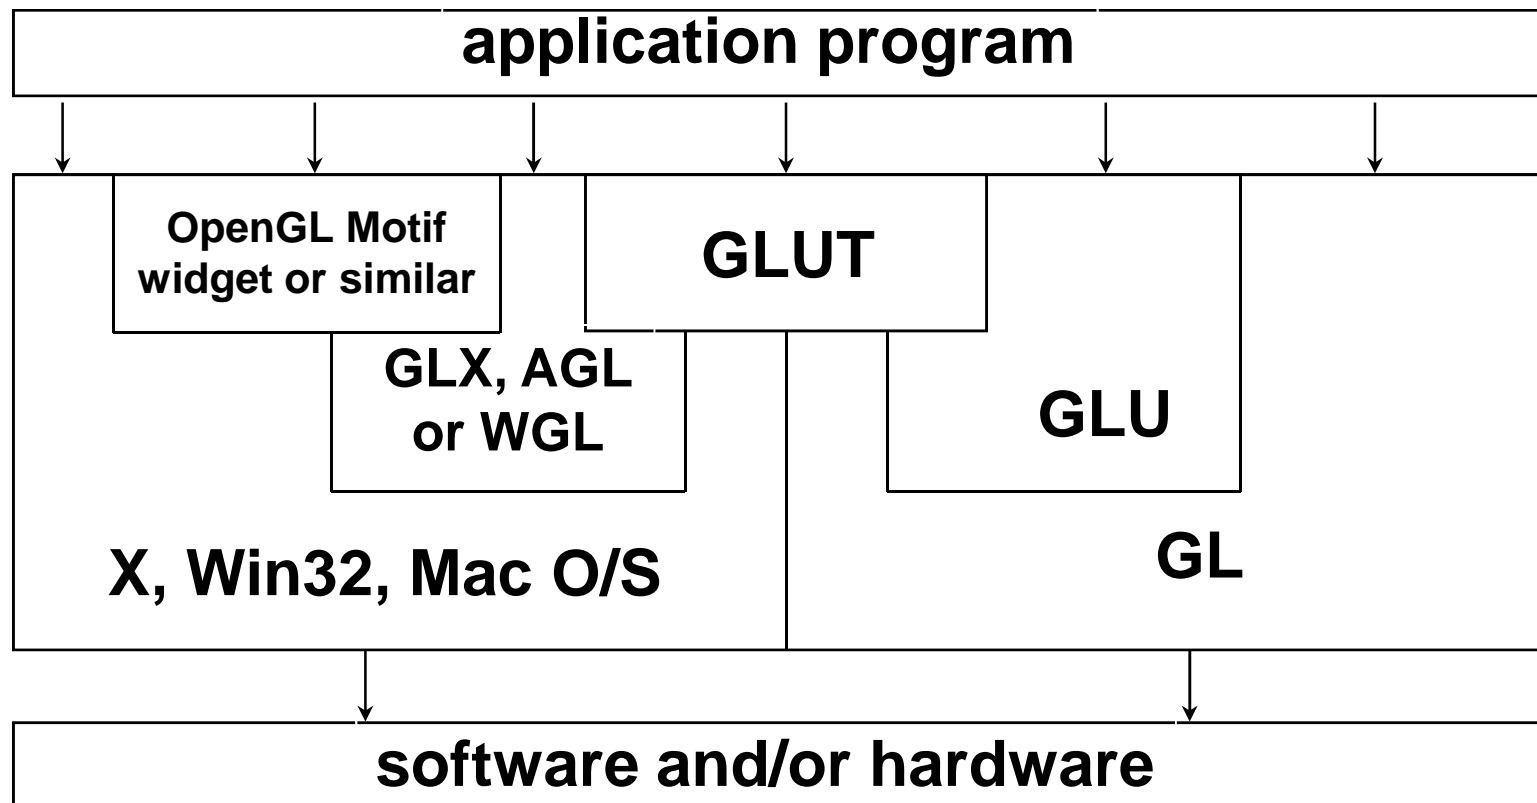 application program
OpenGL Motif
widget or similar
GLUT
GLX, AGL
or WGL
GLU
X, Win32, Mac O/S
GL
software and/or hardware